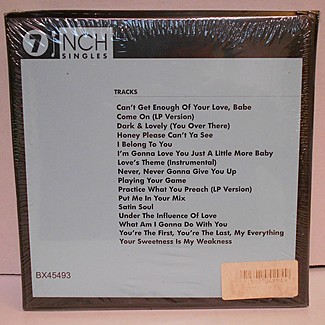 7 INCH
SINGLES
TRACKS
Can't Get Enough Of Your Love, Babe
Come On (LP Version)
Dark & Lovely (You Over There)
Honey Please Can't Ya See
I Belong To You
I'm Gonna Love You Just A Little More Baby
Love's Theme (Instrumental)
Never, Never Gonna Give You Up
Playing Your Game
Practice What You Preach (LP Version)
Put Me In Your Mix
Satin Soul
Under The Influence Of Love
What Am I Gonna Do With You
You're The First, You're The Last, My Everything
Your Sweetness Is My Weakness
BX45493